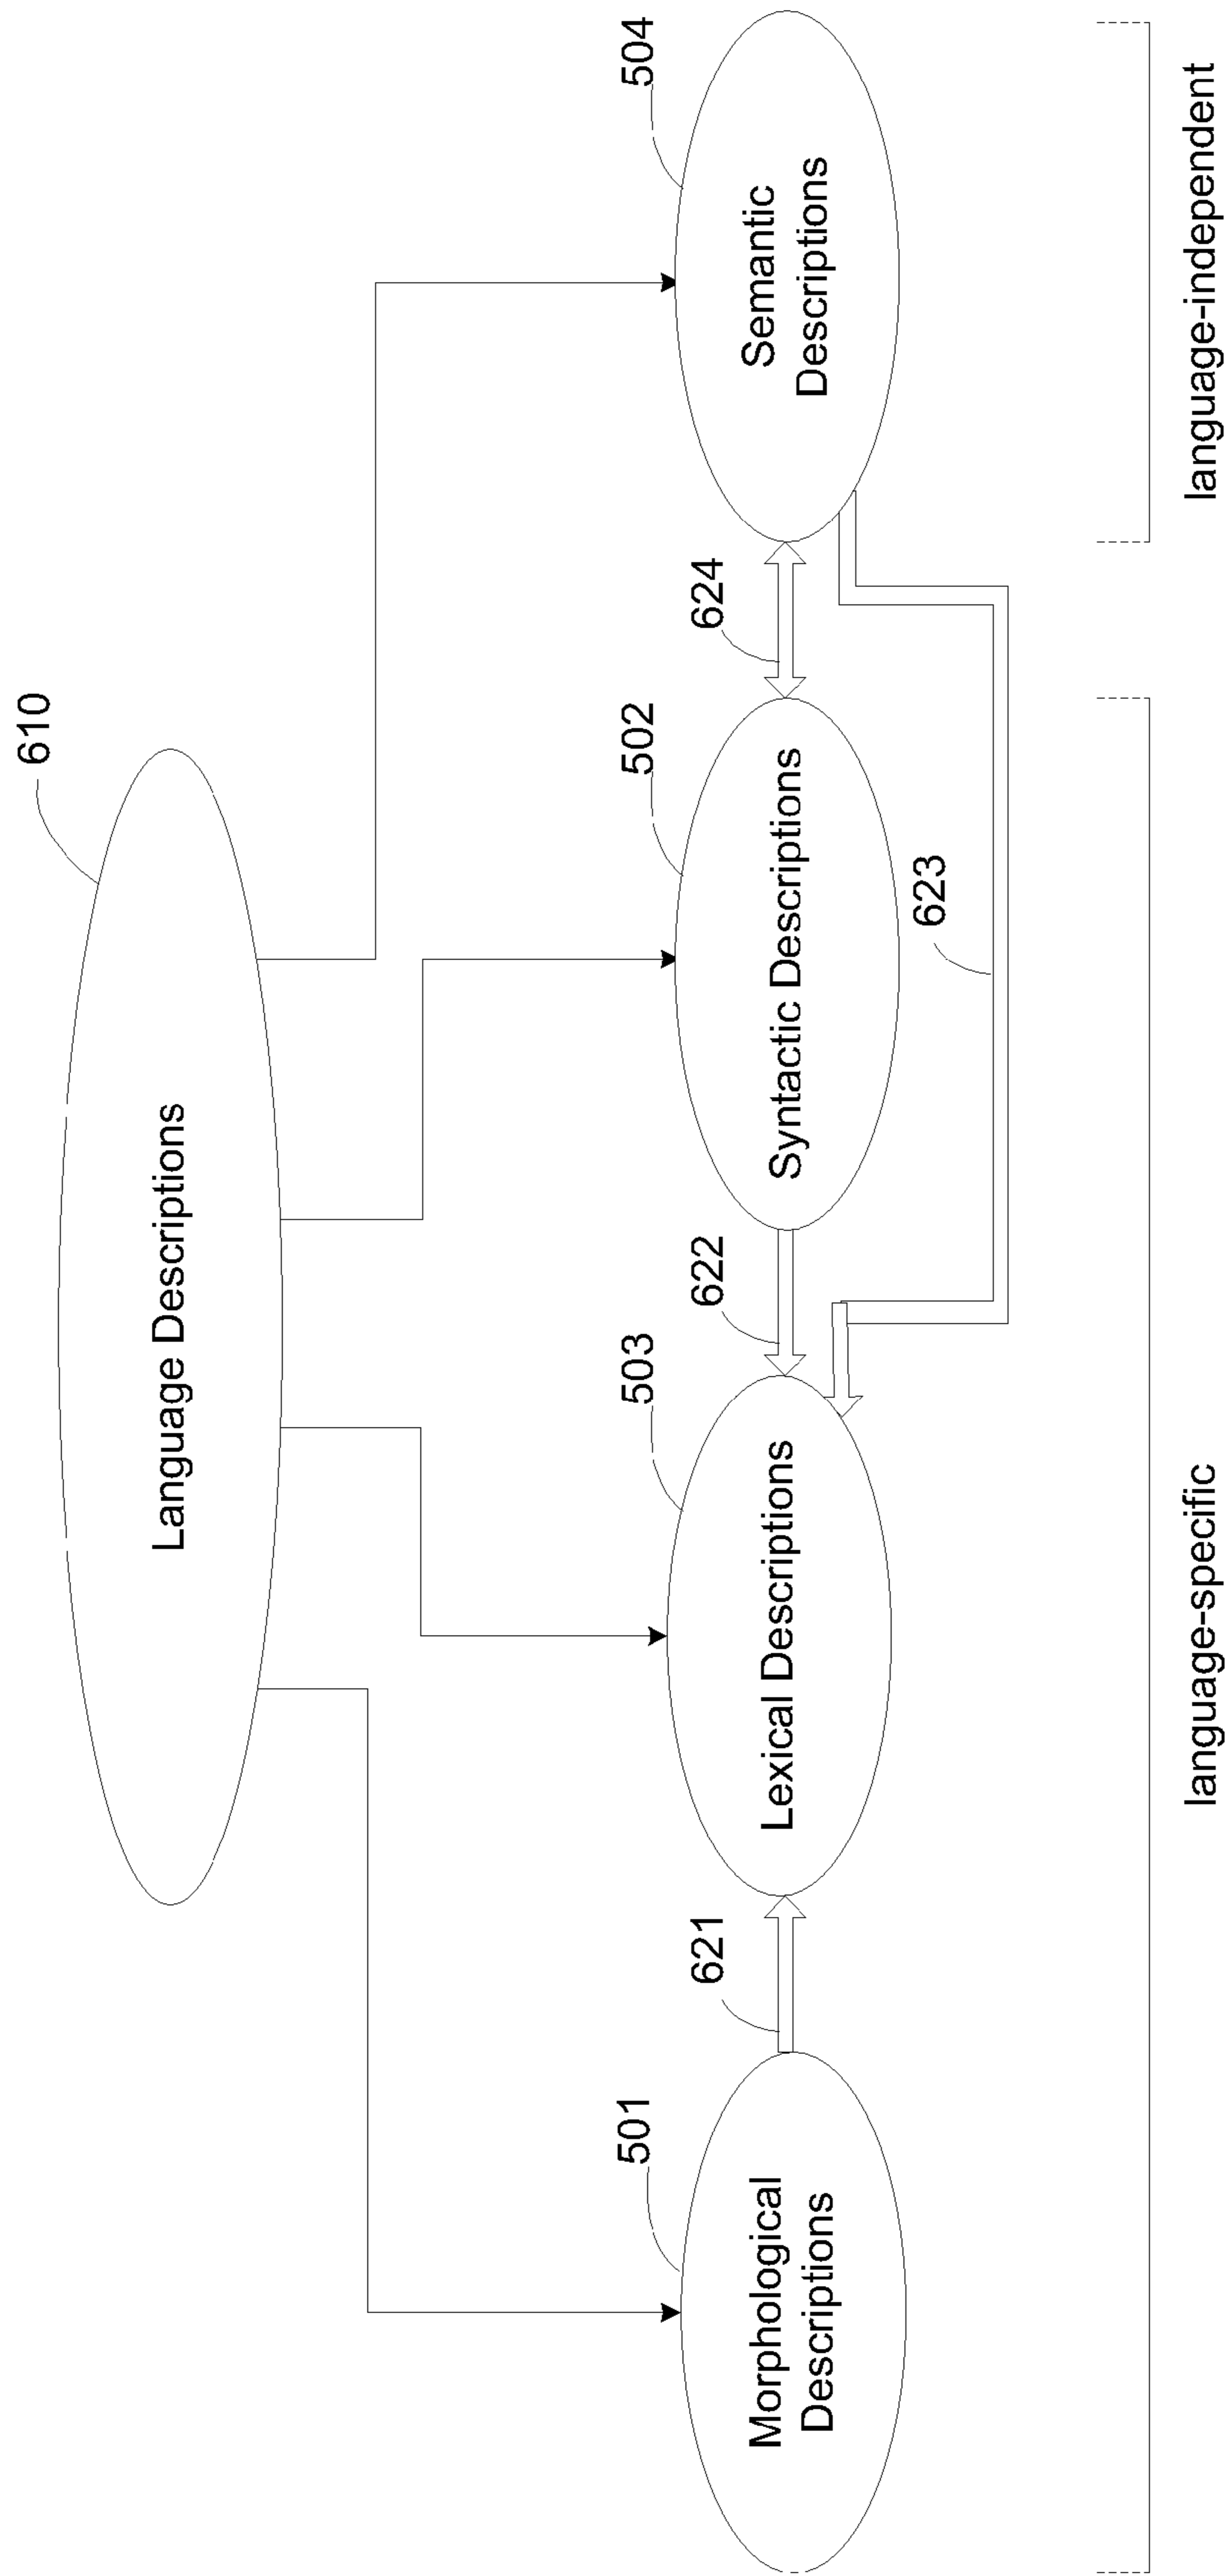 610
Language Descriptions
501
503
502
504
Morphological
Descriptions
621
Lexical Descriptions
622
Syntactic Descriptions
624
Semantic
Descriptions
623
language-specific
language-independent